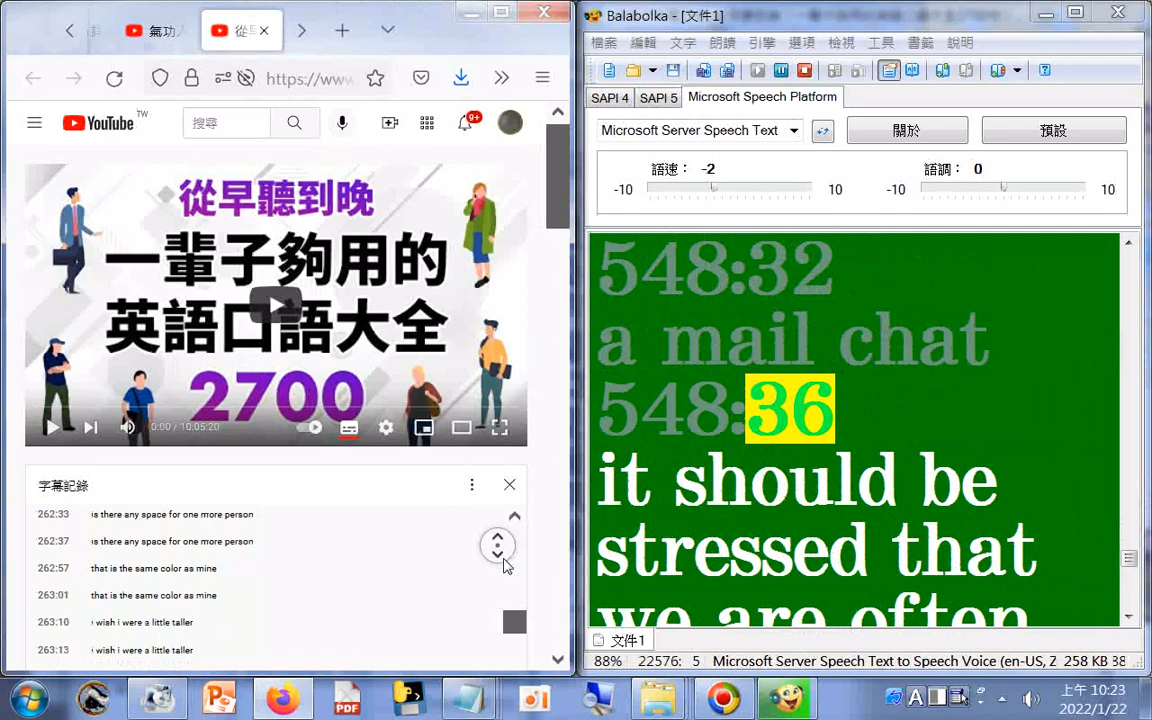 氣功
從
https://www
YouTube TW
搜尋
9+
從早聽到晚
一輩子夠用的
英語口語大全
2700
0:00 / 10:05:20
字幕記錄
262:33 is there any space for one more person
262:37 is there any space for one more person
262:57 that is the same color as mine
263:01 that is the same color as mine
263:10 i wish i were a little taller
263:13 i wish i were a little taller
Balabolka - [文件1]
檔案 編輯 文字 朗讀 引擎 選項 檢視 工具 書籤 說明
SAPI 4 SAPI 5 Microsoft Speech Platform
Microsoft Server Speech Text
關於
預設
語速： -2
語調： 0
-10 10 -10 10
548:32
a mail chat
548:36
it should be
stressed that
we are often
文件1
88% 22576: 5 Microsoft Server Speech Text to Speech Voice (en-US, Z 258 KB 38
PDF
A
上午 10:23
2022/1/22